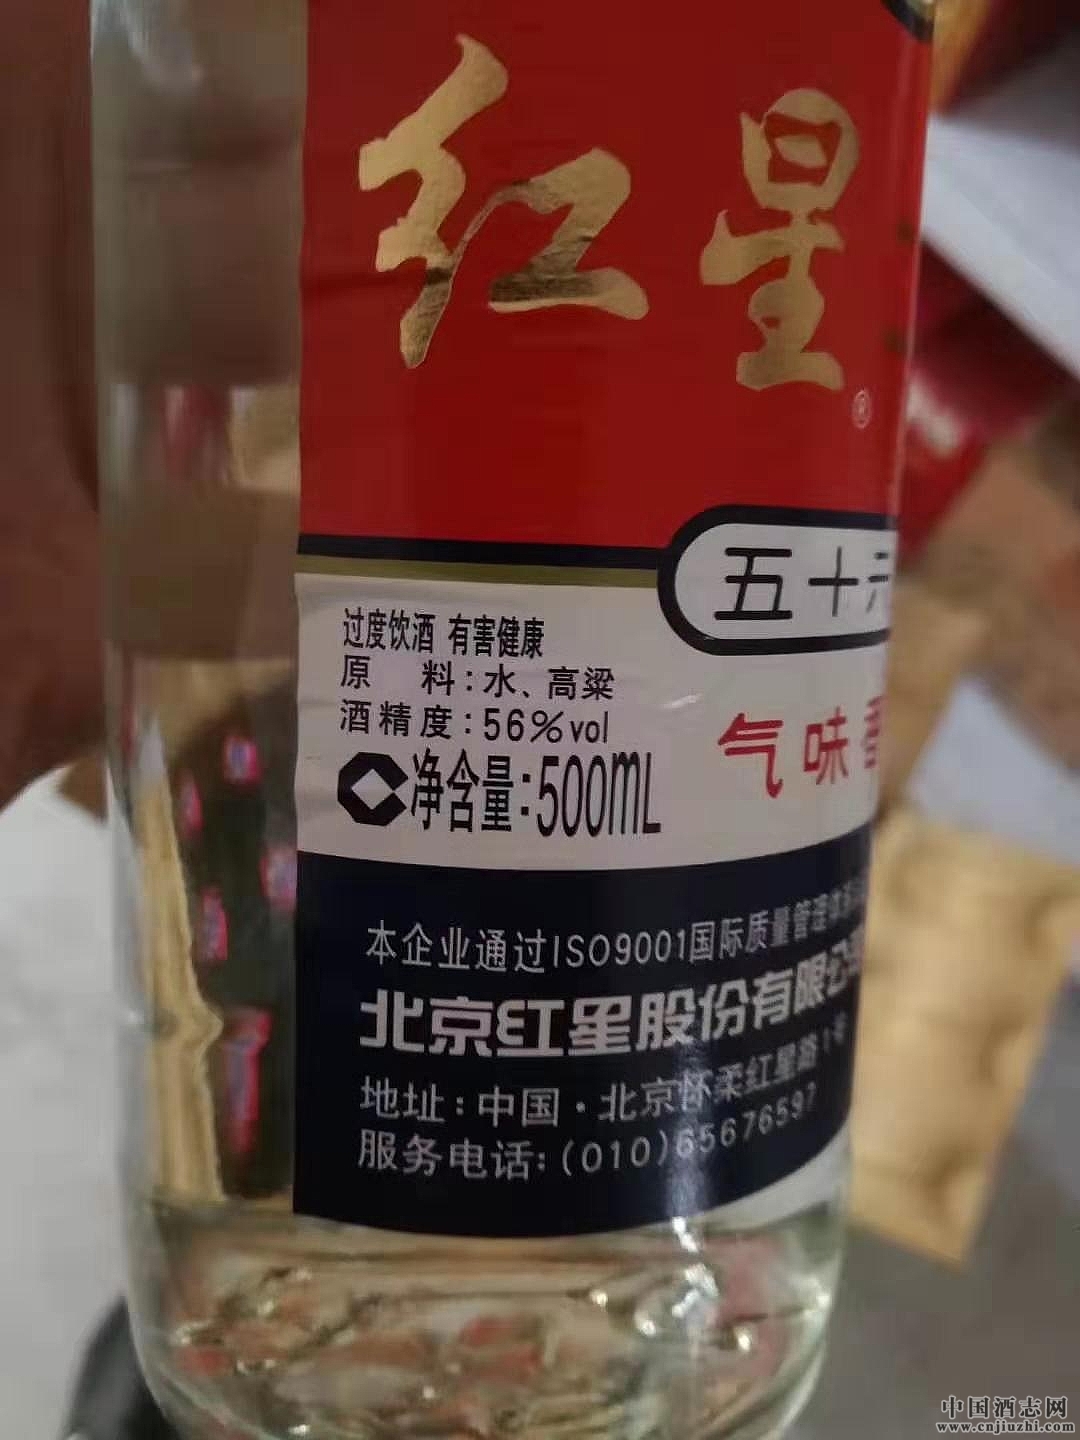 红星
®
五十
过度饮酒 有害健康
原 料:水、高粱
酒精度:56%vol
净含量:500mL
气味
本企业通过ISO9001国际质量管理体系
北京红星股份有限公司
地址:中国·北京怀柔红星路1号
服务电话:(010)65676597
中国酒志网
www.cnjiuzhi.com